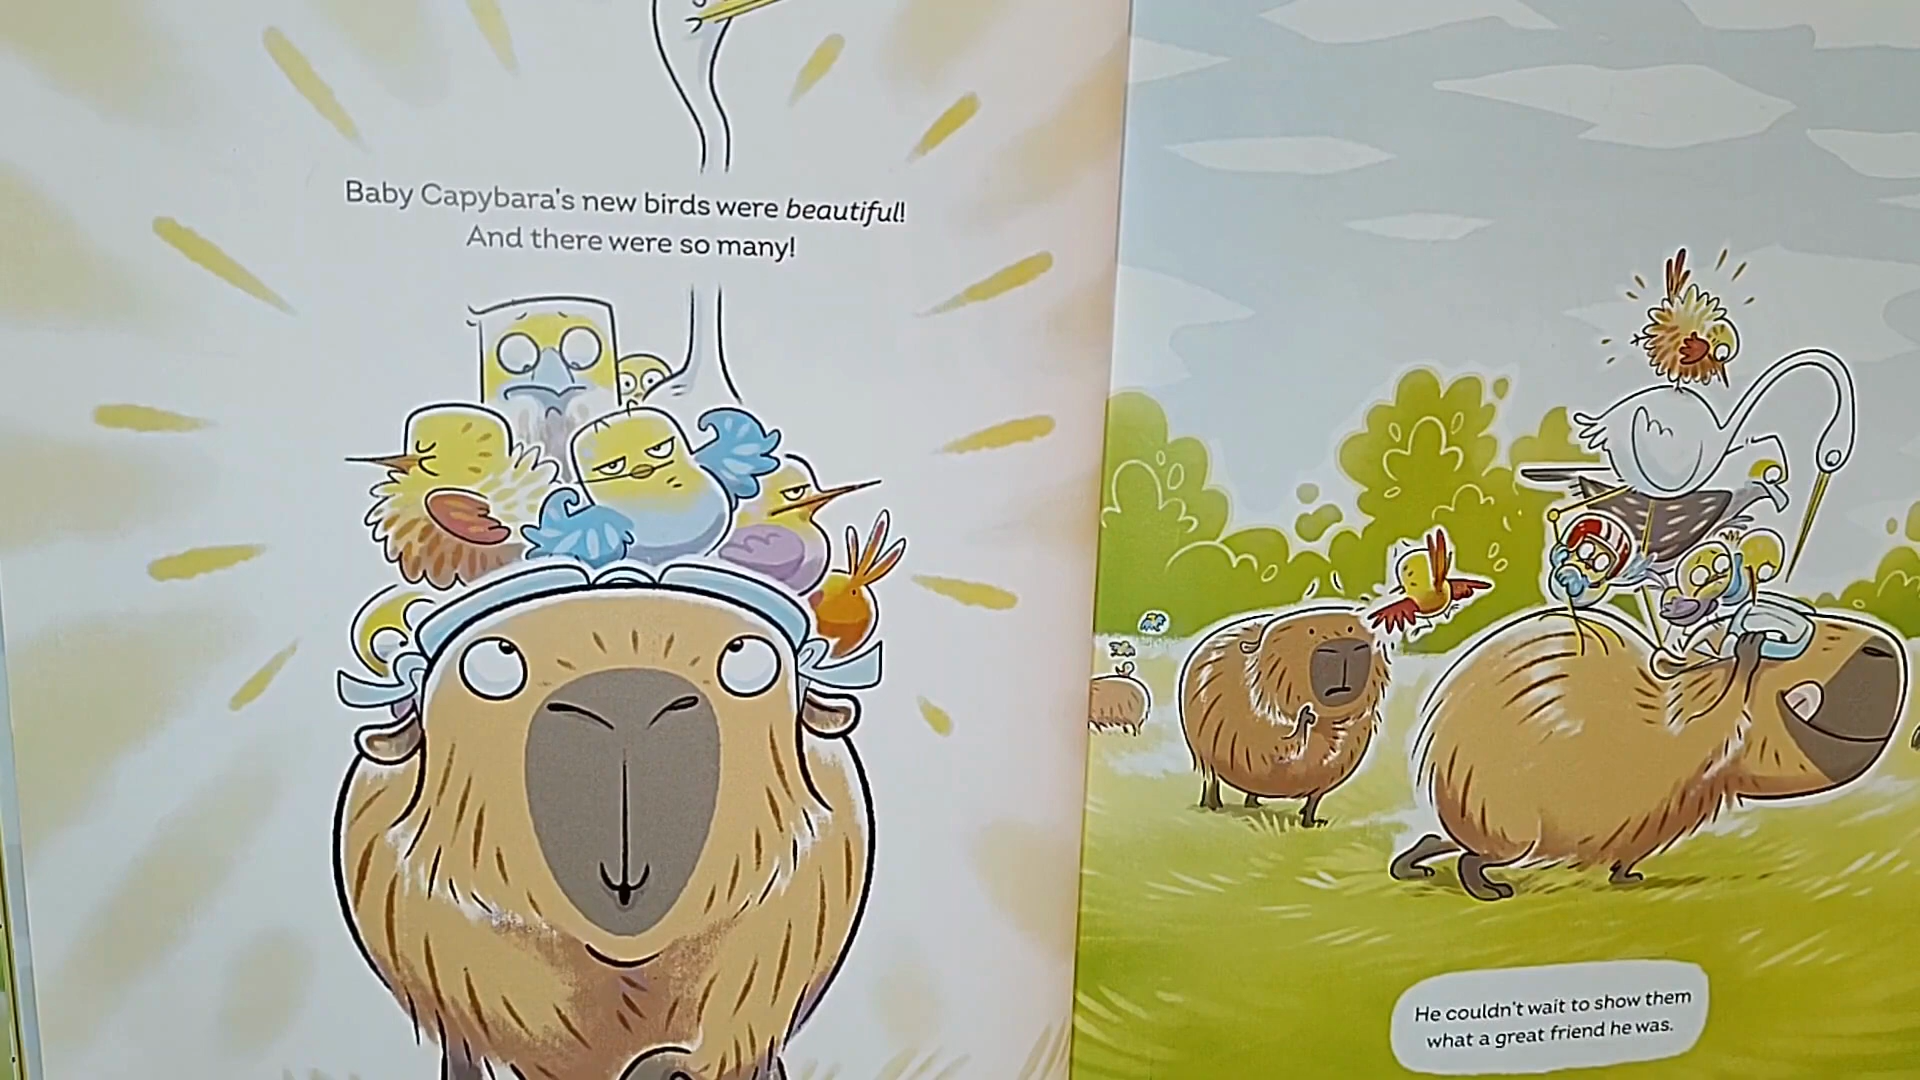 Baby Capybara's new birds were beautiful!
And there were so many!
He couldn't wait to show them
what a great friend he was.